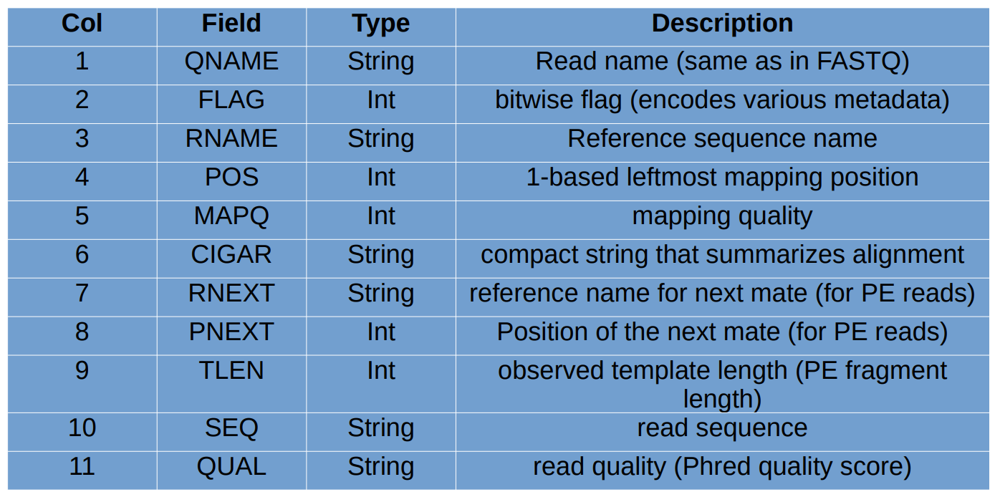 Col Field Type Description
1 QNAME String Read name (same as in FASTQ)
2 FLAG Int bitwise flag (encodes various metadata)
3 RNAME String Reference sequence name
4 POS Int 1-based leftmost mapping position
5 MAPQ Int mapping quality
6 CIGAR String compact string that summarizes alignment
7 RNEXT String reference name for next mate (for PE reads)
8 PNEXT Int Position of the next mate (for PE reads)
9 TLEN Int observed template length (PE fragment
length)
10 SEQ String read sequence
11 QUAL String read quality (Phred quality score)